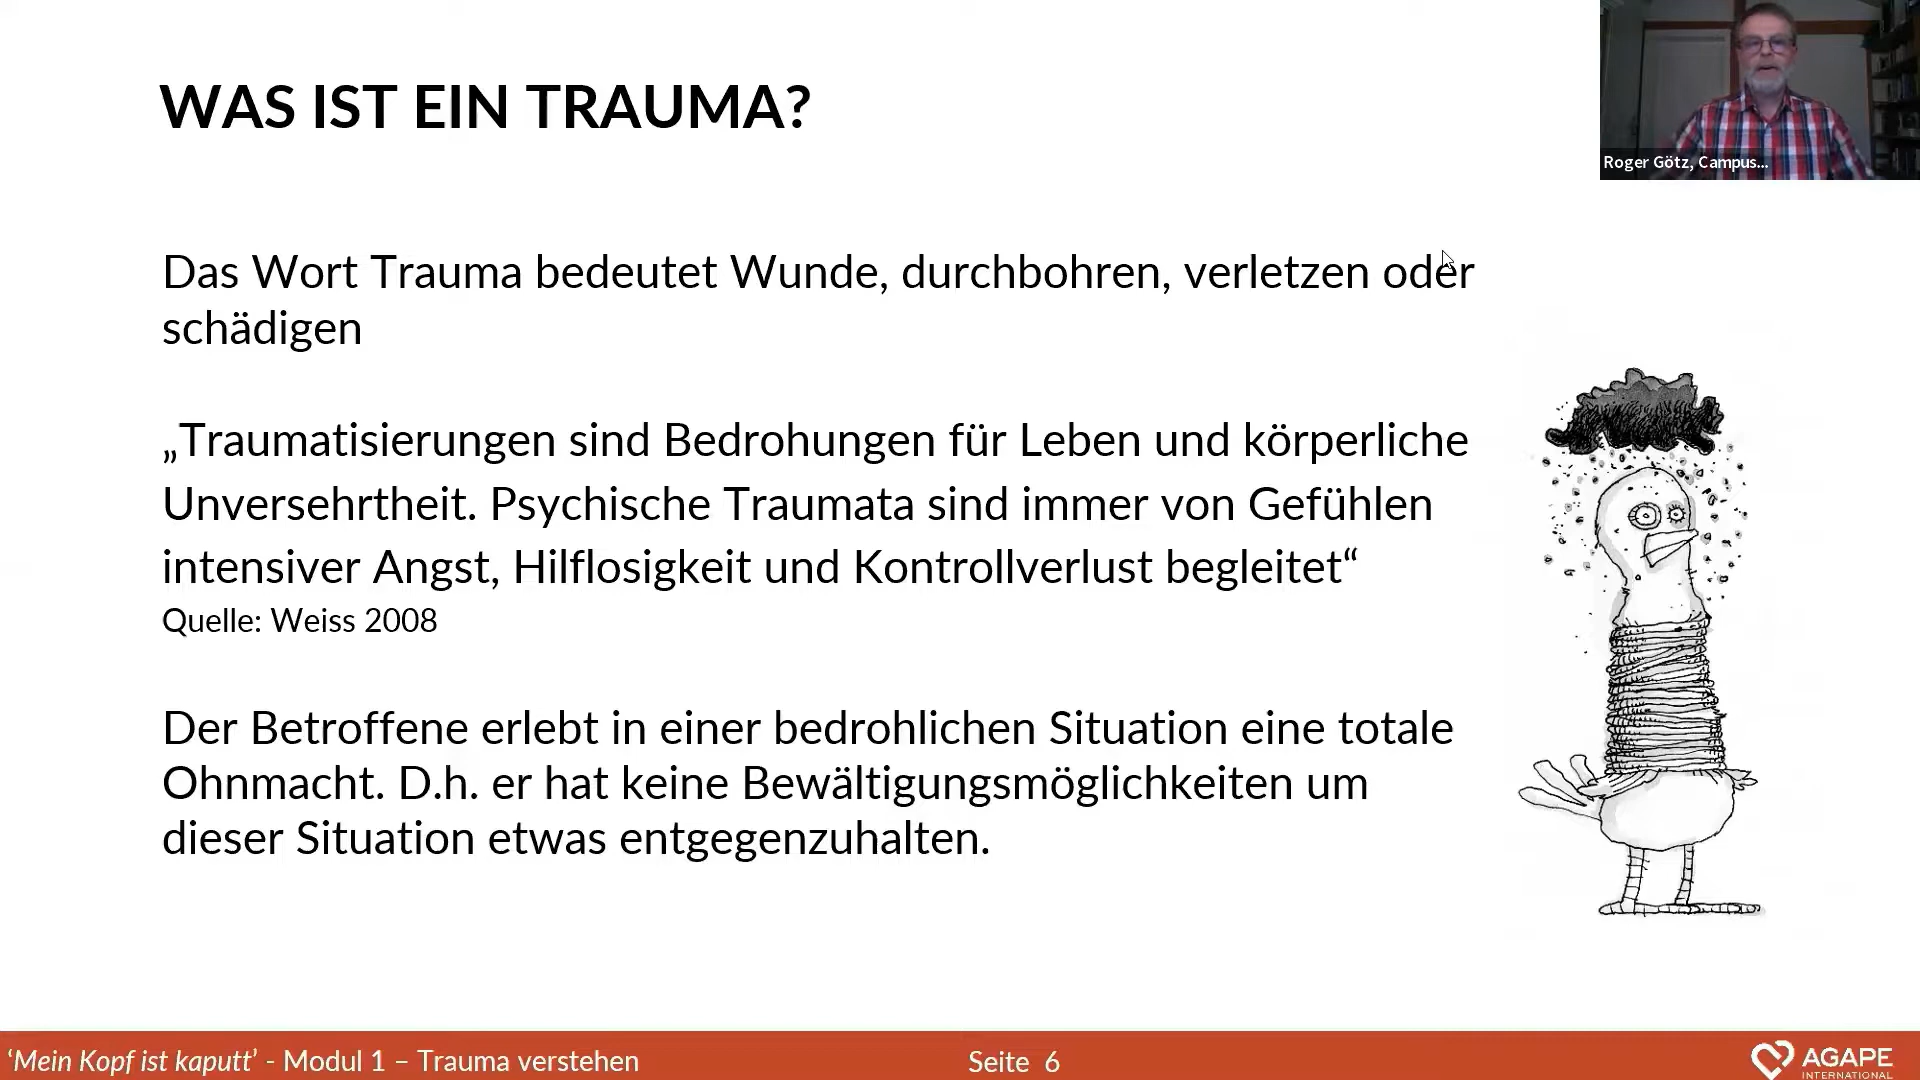 WAS IST EIN TRAUMA?
Roger Götz, Campus...
Das Wort Trauma bedeutet Wunde, durchbohren, verletzen oder
schädigen
„Traumatisierungen sind Bedrohungen für Leben und körperliche
Unversehrtheit. Psychische Traumata sind immer von Gefühlen
intensiver Angst, Hilflosigkeit und Kontrollverlust begleitet“
Quelle: Weiss 2008
Der Betroffene erlebt in einer bedrohlichen Situation eine totale
Ohnmacht. D.h. er hat keine Bewältigungsmöglichkeiten um
dieser Situation etwas entgegenzuhalten.
‘Mein Kopf ist kaputt’ - Modul 1 – Trauma verstehen
Seite 6
AGAPE
INTERNATIONAL